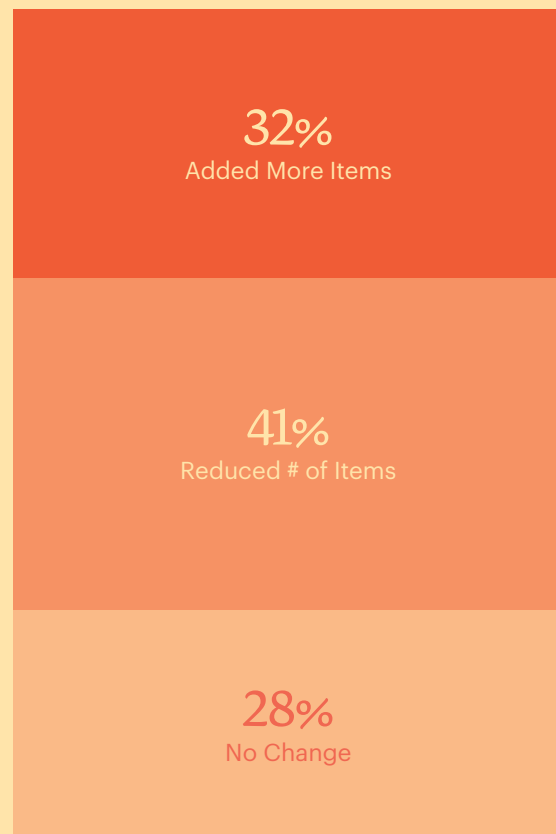 32%
Added More Items
41%
Reduced # of Items
28%
No Change